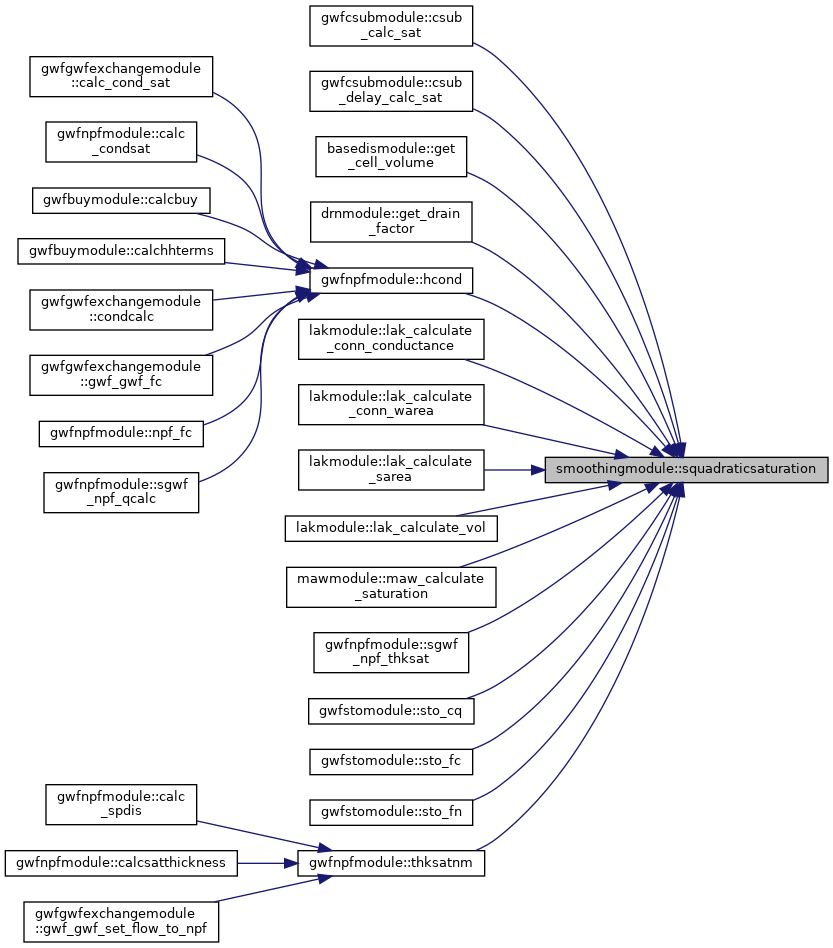 gwfcsubmodule::csub
_calc_sat
gwfgwfexchangemodule
::calc_cond_sat
gwfcsubmodule::csub
_delay_calc_sat
gwfnpfmodule::calc
_condsat
basedismodule::get
_cell_volume
gwfbuymodule::calcbuy
drnmodule::get_drain
_factor
gwfbuymodule::calchhterms
gwfnpfmodule::hcond
gwfgwfexchangemodule
::condcalc
lakmodule::lak_calculate
_conn_conductance
gwfgwfexchangemodule
::gwf_gwf_fc
lakmodule::lak_calculate
_conn_warea
gwfnpfmodule::npf_fc
lakmodule::lak_calculate
_sarea
smoothingmodule::squadraticsaturation
gwfnpfmodule::sgwf
_npf_qcalc
lakmodule::lak_calculate_vol
mawmodule::maw_calculate
_saturation
gwfnpfmodule::sgwf
_npf_thksat
gwfstomodule::sto_cq
gwfstomodule::sto_fc
gwfnpfmodule::calc
_spdis
gwfstomodule::sto_fn
gwfnpfmodule::calcsatthickness
gwfnpfmodule::thksatnm
gwfgwfexchangemodule
::gwf_gwf_set_flow_to_npf